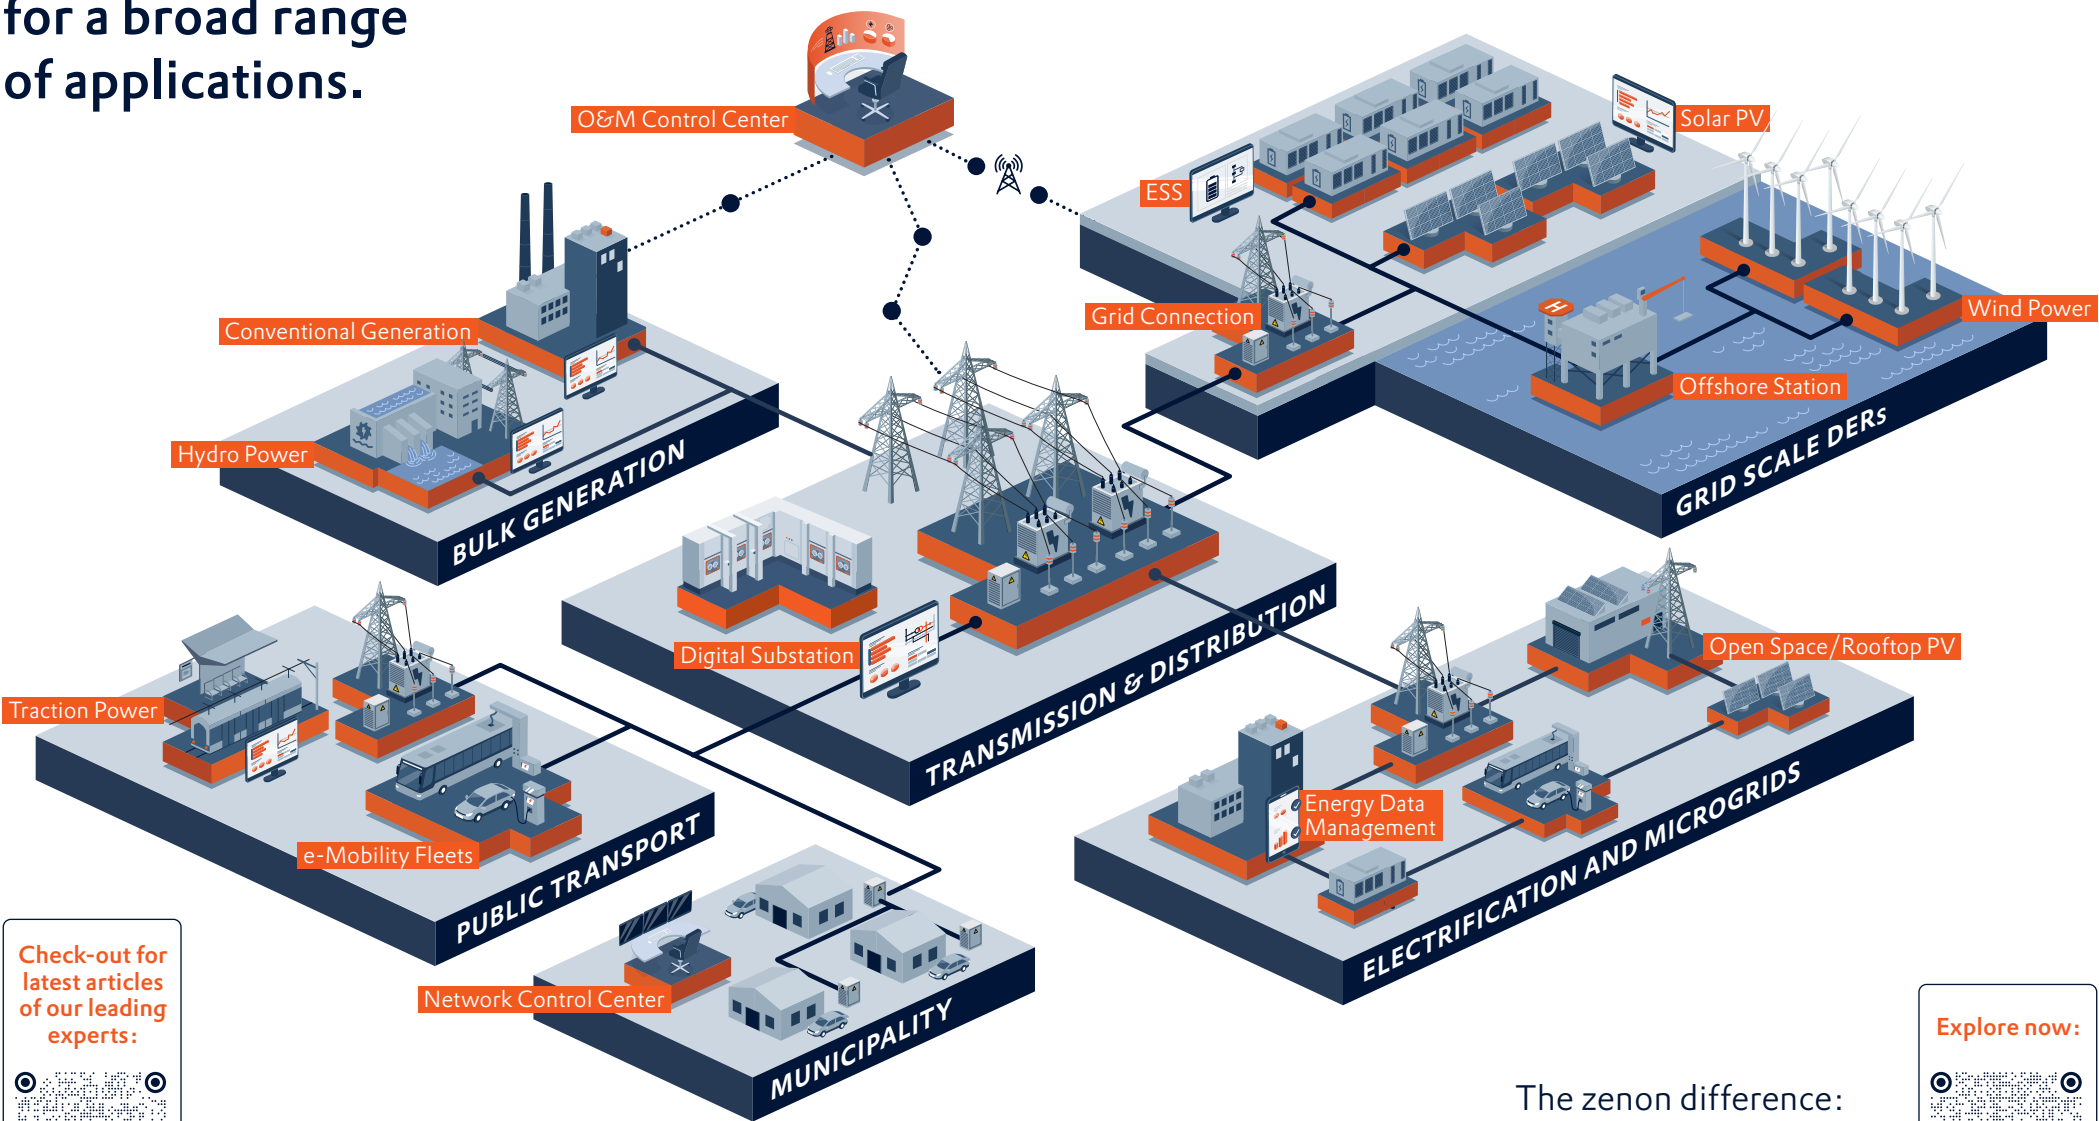 for a broad range
of applications.
O&M Control Center
Solar PV
ESS
Conventional Generation
Grid Connection
Wind Power
Offshore Station
Hydro Power
BULK GENERATION
GRID SCALE DERs
Digital Substation
TRANSMISSION & DISTRIBUTION
Open Space/Rooftop PV
Traction Power
Energy Data
Management
e-Mobility Fleets
PUBLIC TRANSPORT
ELECTRIFICATION AND MICROGRIDS
Network Control Center
MUNICIPALITY
Check-out for
latest articles
of our leading
experts:
Explore now:
The zenon difference: